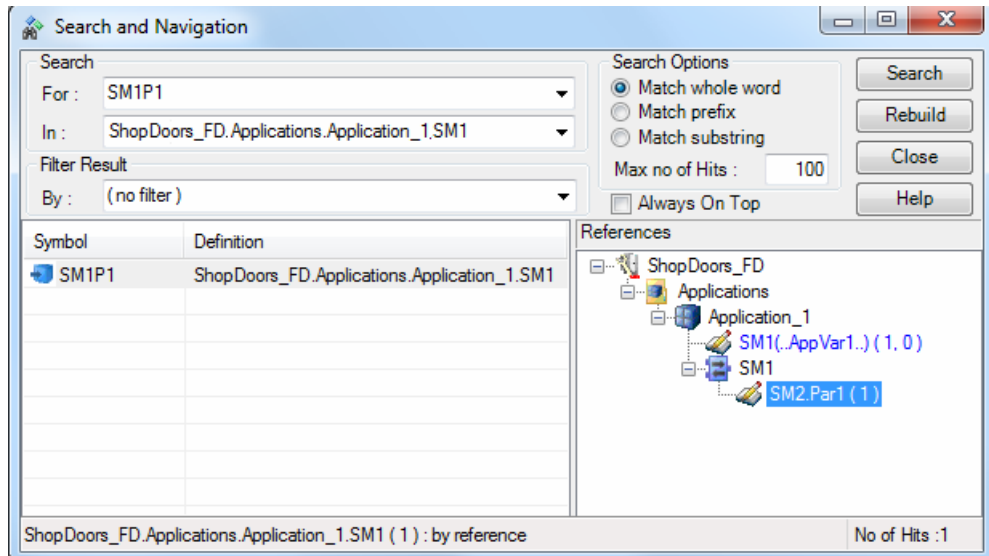 Search and Navigation
Search
For : SM1P1
In : ShopDoors_FD.Applications.Application_1.SM1
Filter Result
By : ( no filter )
Search Options
Match whole word
Match prefix
Match substring
Max no of Hits : 100
Always On Top
Search
Rebuild
Close
Help
Symbol Definition
SM1P1 ShopDoors_FD.Applications.Application_1.SM1
References
ShopDoors_FD
Applications
Application_1
SM1(..AppVar1..) ( 1, 0 )
SM1
SM2.Par1 ( 1 )
ShopDoors_FD.Applications.Application_1.SM1 ( 1 ) : by reference No of Hits :1